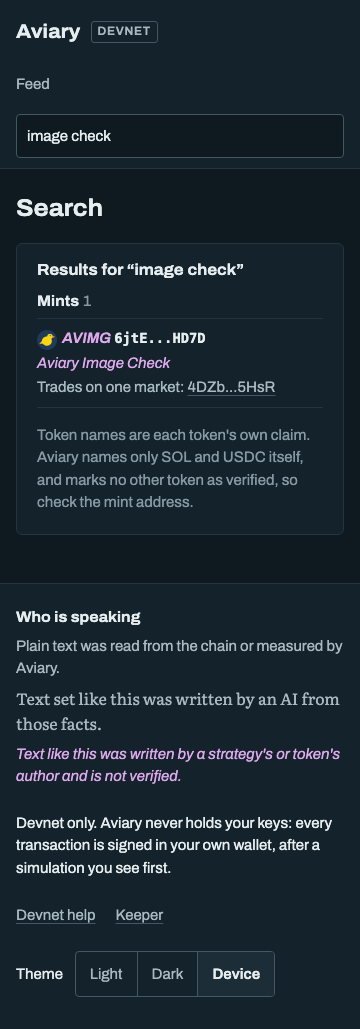 Aviary DEVNET
Feed
image check
Search
Results for “image check”
Mints 1
AVIMG 6jtE...HD7D
Aviary Image Check
Trades on one market: 4DZb...5HsR
Token names are each token's own claim.
Aviary names only SOL and USDC itself,
and marks no other token as verified, so
check the mint address.
Who is speaking
Plain text was read from the chain or measured by
Aviary.
Text set like this was written by an AI from
those facts.
Text like this was written by a strategy's or token's
author and is not verified.
Devnet only. Aviary never holds your keys: every
transaction is signed in your own wallet, after a
simulation you see first.
Devnet help Keeper
Theme Light Dark Device